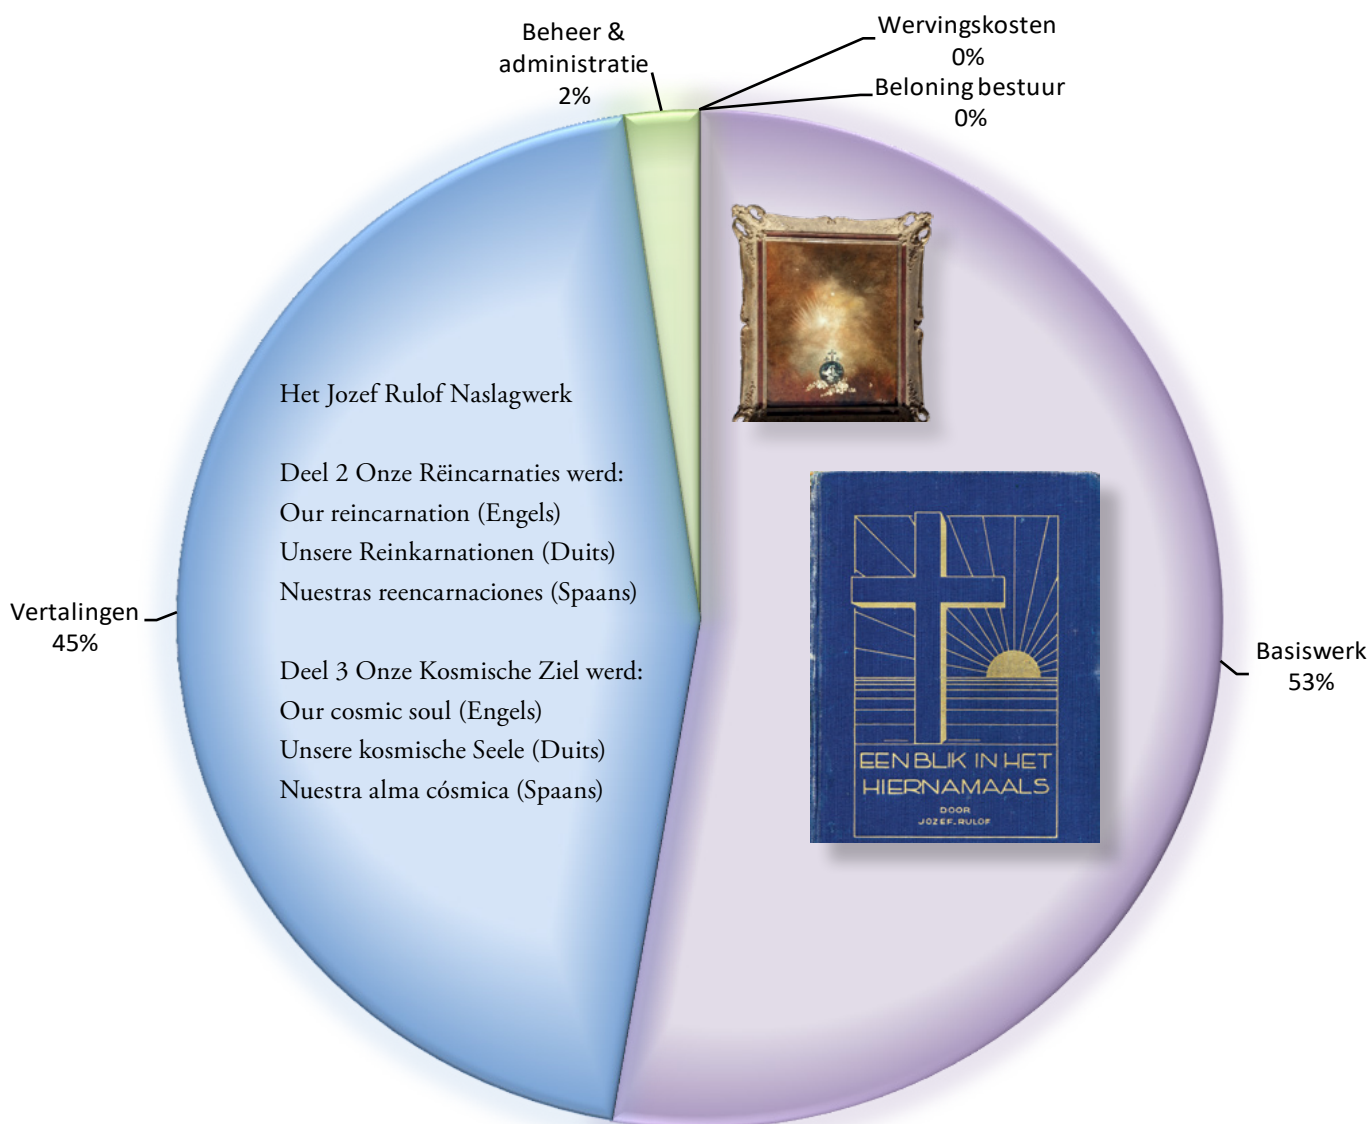 Beheer &
administratie
2%
Wervingskosten
0%
Beloning bestuur
0%
Het Jozef Rulof Naslagwerk
Deel 2 Onze Rëincarnaties werd:
Our reincarnation (Engels)
Unsere Reinkarnationen (Duits)
Nuestras reencarnaciones (Spaans)
Deel 3 Onze Kosmische Ziel werd:
Our cosmic soul (Engels)
Unsere kosmische Seele (Duits)
Nuestra alma cósmica (Spaans)
Vertalingen
45%
Basiswerk
53%
EEN BLIK IN HET
HIERNAMAALS
DOOR
JOZEF RULOF